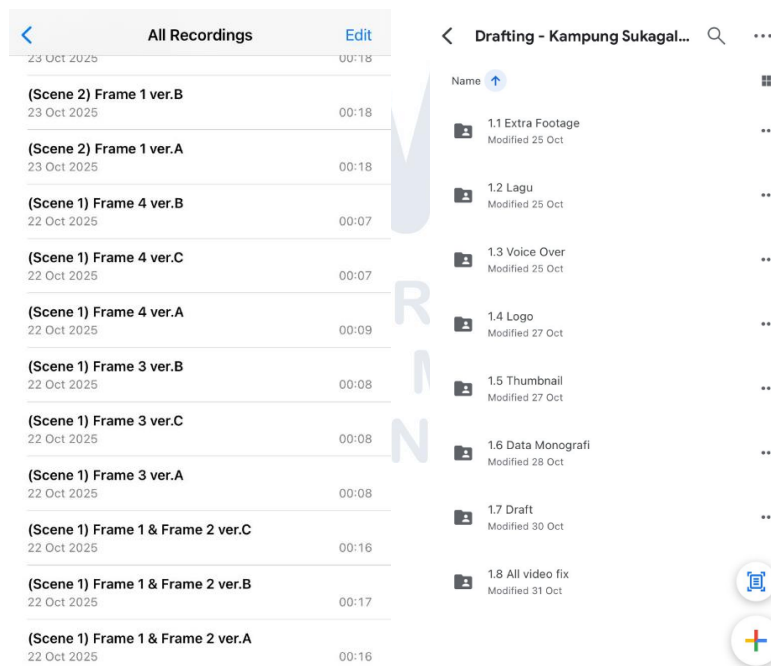 All Recordings
Edit
23 Oct 2025
00:18
(Scene 2) Frame 1 ver.B
23 Oct 2025
00:18
(Scene 2) Frame 1 ver.A
23 Oct 2025
00:18
(Scene 1) Frame 4 ver.B
22 Oct 2025
00:07
(Scene 1) Frame 4 ver.C
22 Oct 2025
00:07
(Scene 1) Frame 4 ver.A
22 Oct 2025
00:09
(Scene 1) Frame 3 ver.B
22 Oct 2025
00:08
(Scene 1) Frame 3 ver.C
22 Oct 2025
00:08
(Scene 1) Frame 3 ver.A
22 Oct 2025
00:08
(Scene 1) Frame 1 & Frame 2 ver.C
22 Oct 2025
00:16
(Scene 1) Frame 1 & Frame 2 ver.B
22 Oct 2025
00:17
(Scene 1) Frame 1 & Frame 2 ver.A
22 Oct 2025
00:16
Drafting - Kampung Sukagal...
Name
1.1 Extra Footage
Modified 25 Oct
1.2 Lagu
Modified 25 Oct
1.3 Voice Over
Modified 25 Oct
1.4 Logo
Modified 27 Oct
1.5 Thumbnail
Modified 27 Oct
1.6 Data Monografi
Modified 28 Oct
1.7 Draft
Modified 30 Oct
1.8 All video fix
Modified 31 Oct